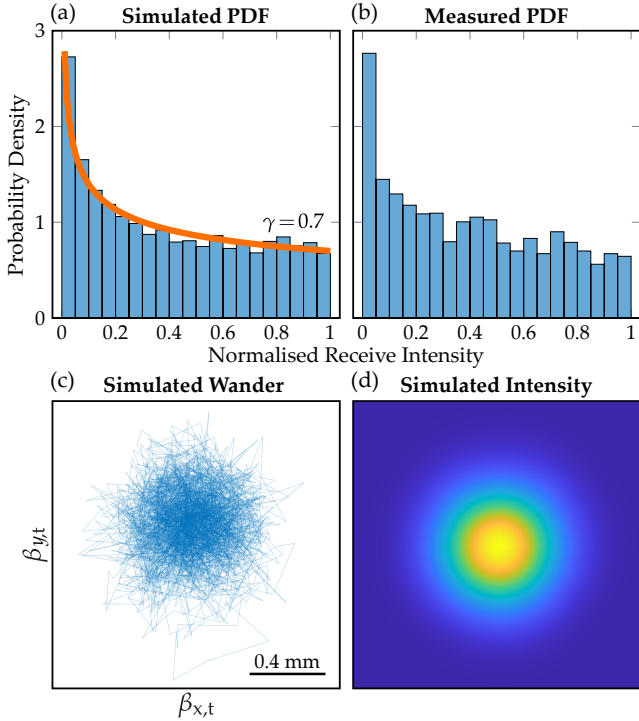 (a) Simulated PDF
(b) Measured PDF
Probability Density
3
2
1
0
γ = 0.7
0 0.2 0.4 0.6 0.8 1
0 0.2 0.4 0.6 0.8 1
Normalised Receive Intensity
(c) Simulated Wander
(d) Simulated Intensity
βy,t
0.4 mm
βx,t